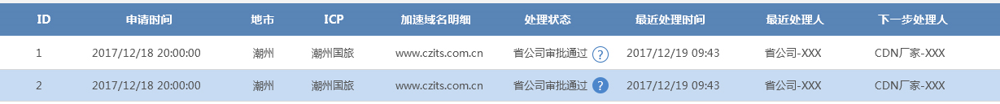 ID 申请时间 地市 ICP 加速域名明细 处理状态 最近处理时间 最近处理人 下一步处理人
1 2017/12/18 20:00:00 潮州 潮州国旅 www.czits.com.cn 省公司审批通过 ? 2017/12/19 09:43 省公司-XXX CDN厂家-XXX
2 2017/12/18 20:00:00 潮州 潮州国旅 www.czits.com.cn 省公司审批通过 ? 2017/12/19 09:43 省公司-XXX CDN厂家-XXX